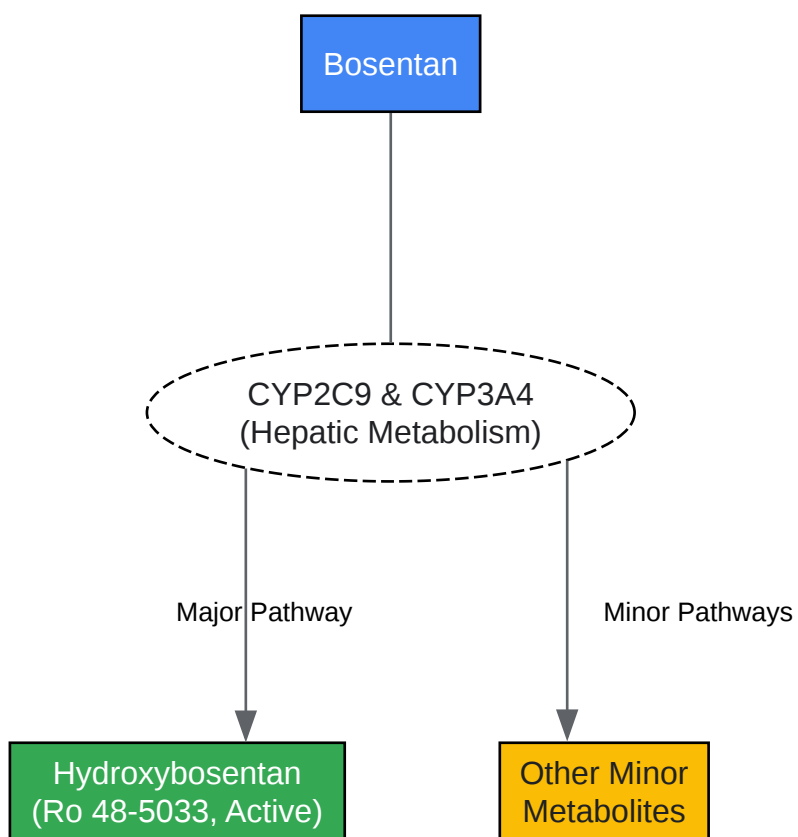 Bosentan
CYP2C9 & CYP3A4
(Hepatic Metabolism)
Major Pathway
Minor Pathways
Hydroxybosentan
(Ro 48-5033, Active)
Other Minor
Metabolites